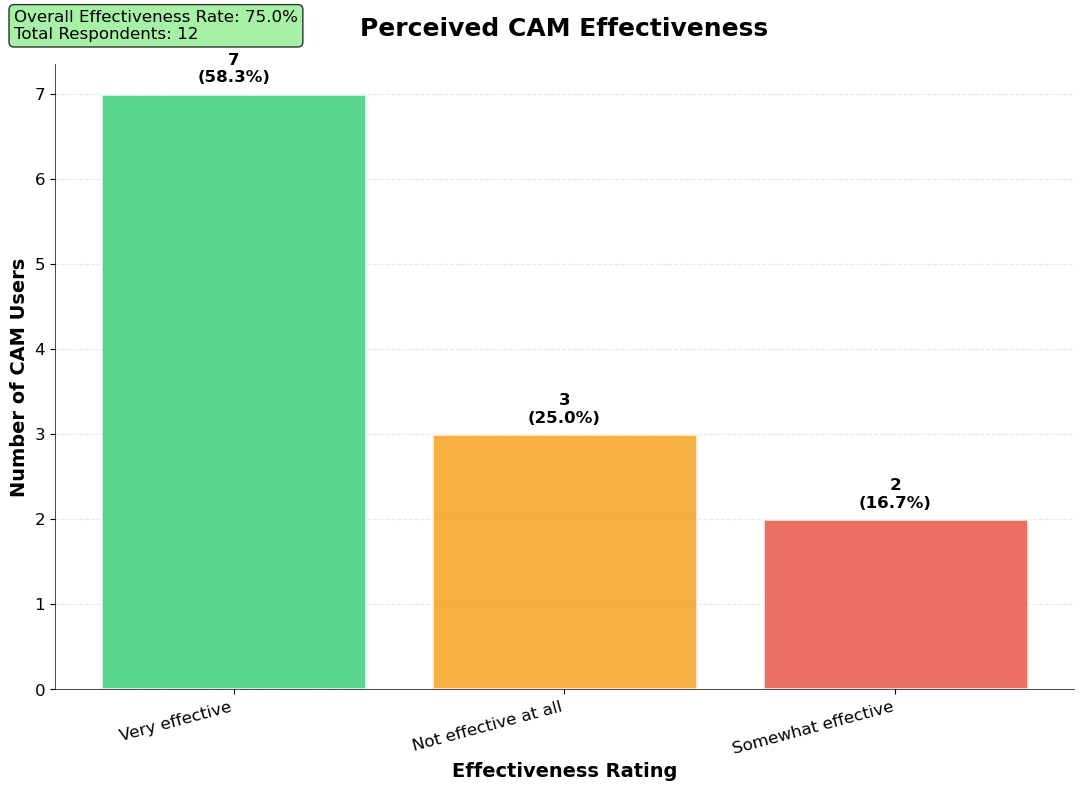 Overall Effectiveness Rate: 75.0%
Total Respondents: 12
Perceived CAM Effectiveness
7
(58.3%)
3
(25.0%)
2
(16.7%)
Number of CAM Users
7
6
5
4
3
2
1
0
Very effective
Not effective at all
Somewhat effective
Effectiveness Rating